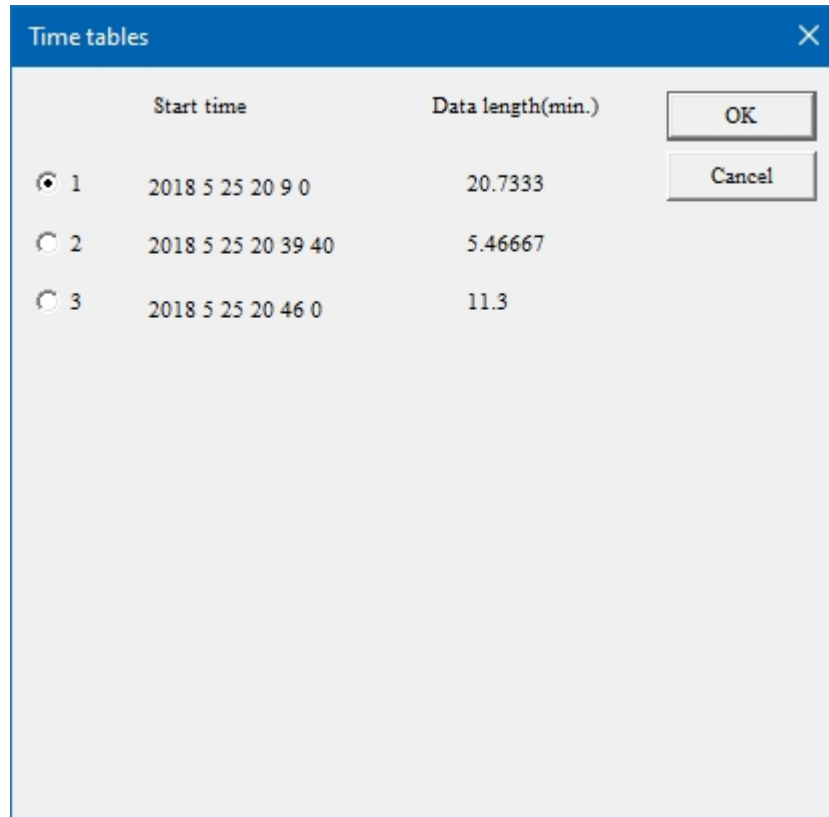 Time tables
Start time Data length(min.) OK
1 2018 5 25 20 9 0 20.7333 Cancel
2 2018 5 25 20 39 40 5.46667
3 2018 5 25 20 46 0 11.3